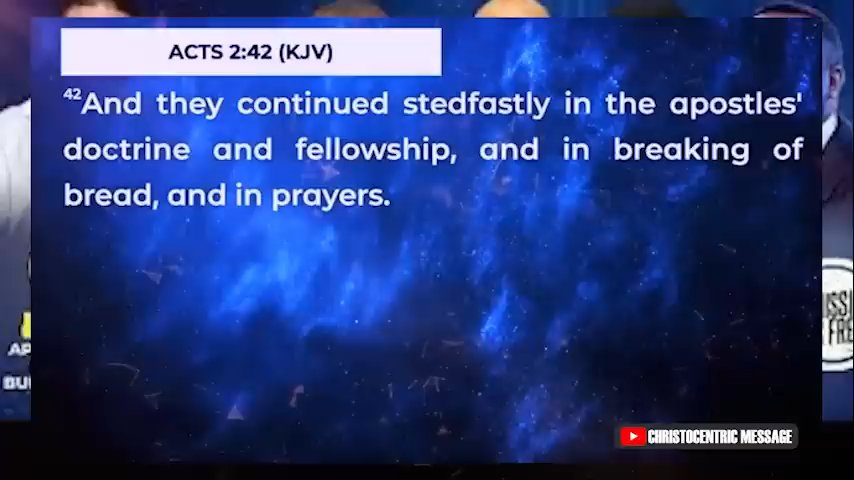 ACTS 2:42 (KJV)
42And they continued stedfastly in the apostles'
doctrine and fellowship, and in breaking of
bread, and in prayers.
CHRISTOCENTRIC MESSAGE